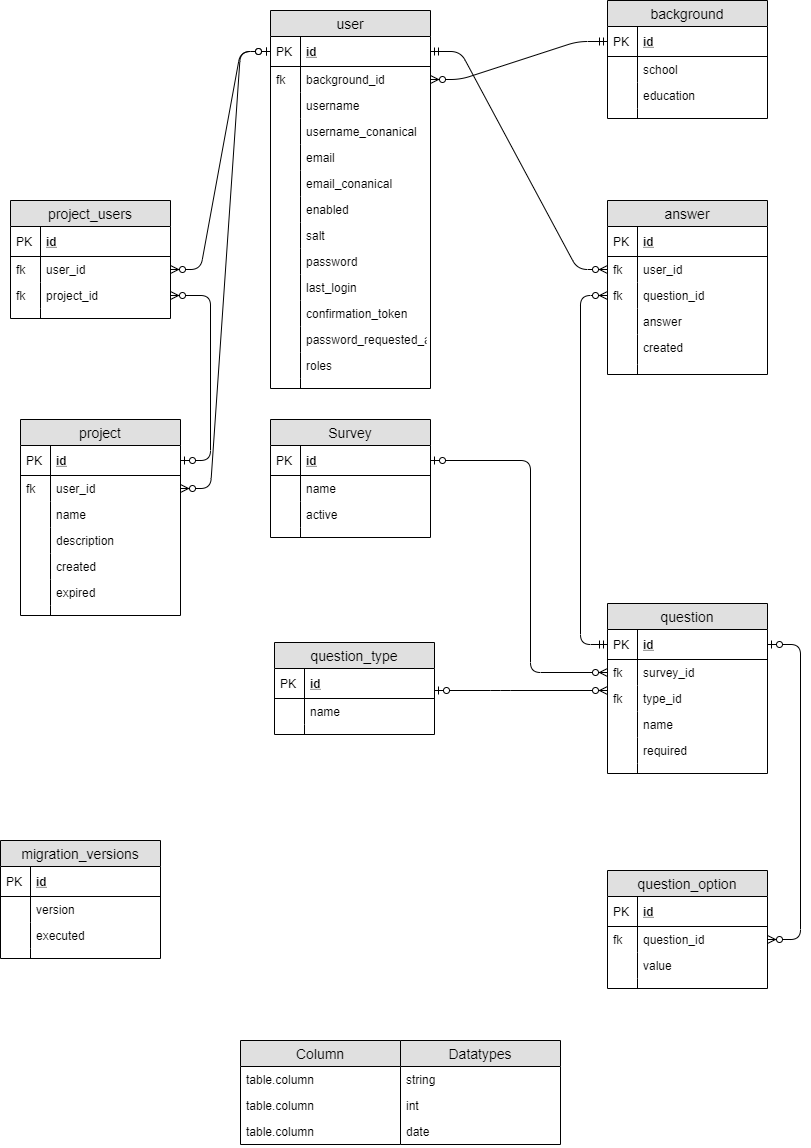 user
PK id
fk background_id
username
username_conanical
email
email_conanical
enabled
salt
password
last_login
confirmation_token
password_requested_a
roles
background
PK id
school
education
project_users
PK id
fk user_id
fk project_id
answer
PK id
fk user_id
fk question_id
answer
created
project
PK id
fk user_id
name
description
created
expired
Survey
PK id
name
active
question_type
PK id
name
question
PK id
fk survey_id
fk type_id
name
required
migration_versions
PK id
version
executed
question_option
PK id
fk question_id
value
Column Datatypes
table.column string
table.column int
table.column date